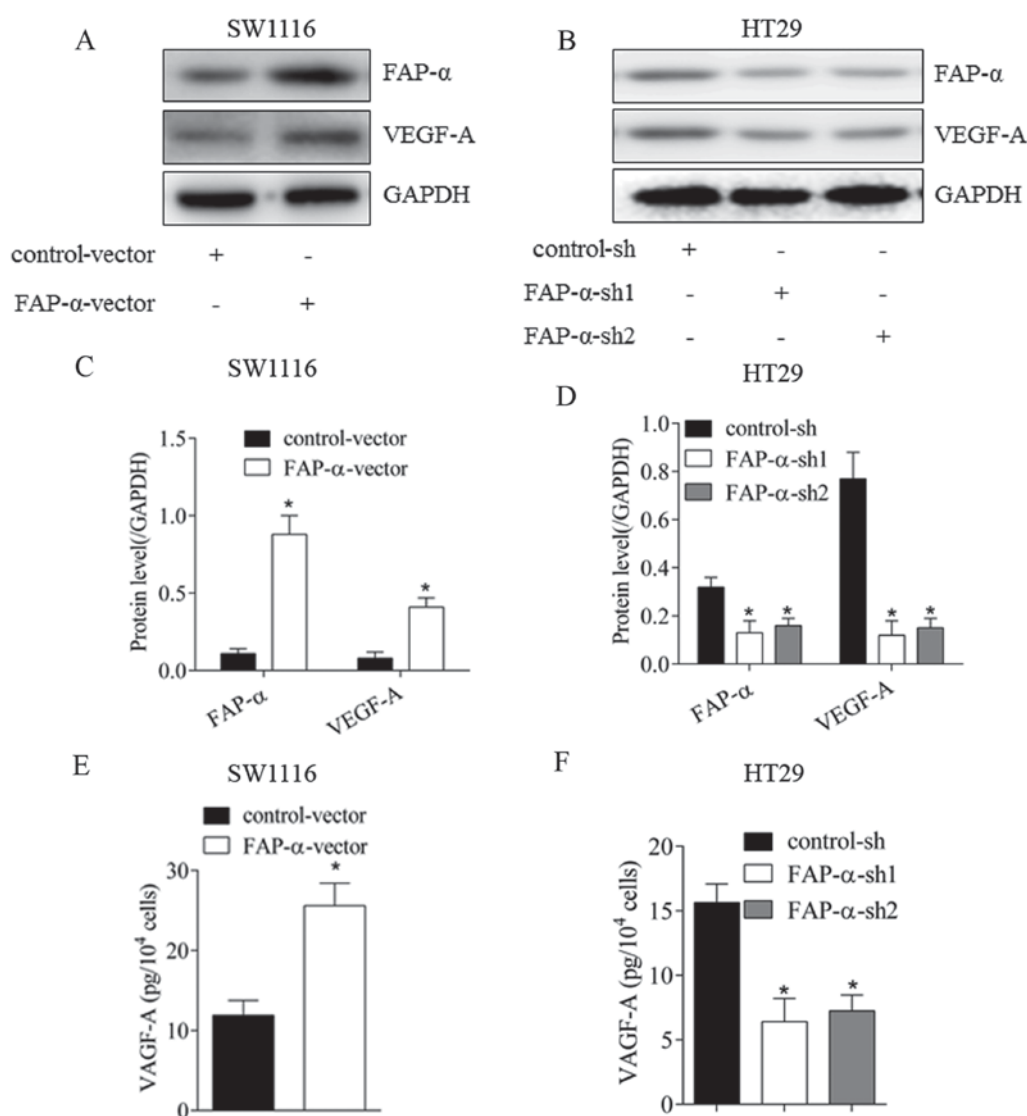 A
SW1116
FAP-α
VEGF-A
GAPDH
control-vector + -
FAP-α-vector - +
B
HT29
FAP-α
VEGF-A
GAPDH
control-sh + - -
FAP-α-sh1 - + -
FAP-α-sh2 - - +
C
SW1116
control-vector
FAP-α-vector
Protein level(/GAPDH)
1.5
1.0
0.5
0.0
* *
FAP-α VEGF-A
D
HT29
control-sh
FAP-α-sh1
FAP-α-sh2
Protein level(/GAPDH)
1.0
0.8
0.6
0.4
0.2
0.0
* * * *
FAP-α VEGF-A
E
SW1116
control-vector
FAP-α-vector
VAGF-A (pg/10⁴ cells)
30
20
10
0
*
F
HT29
control-sh
FAP-α-sh1
FAP-α-sh2
VAGF-A (pg/10⁴ cells)
20
15
10
5
0
* *